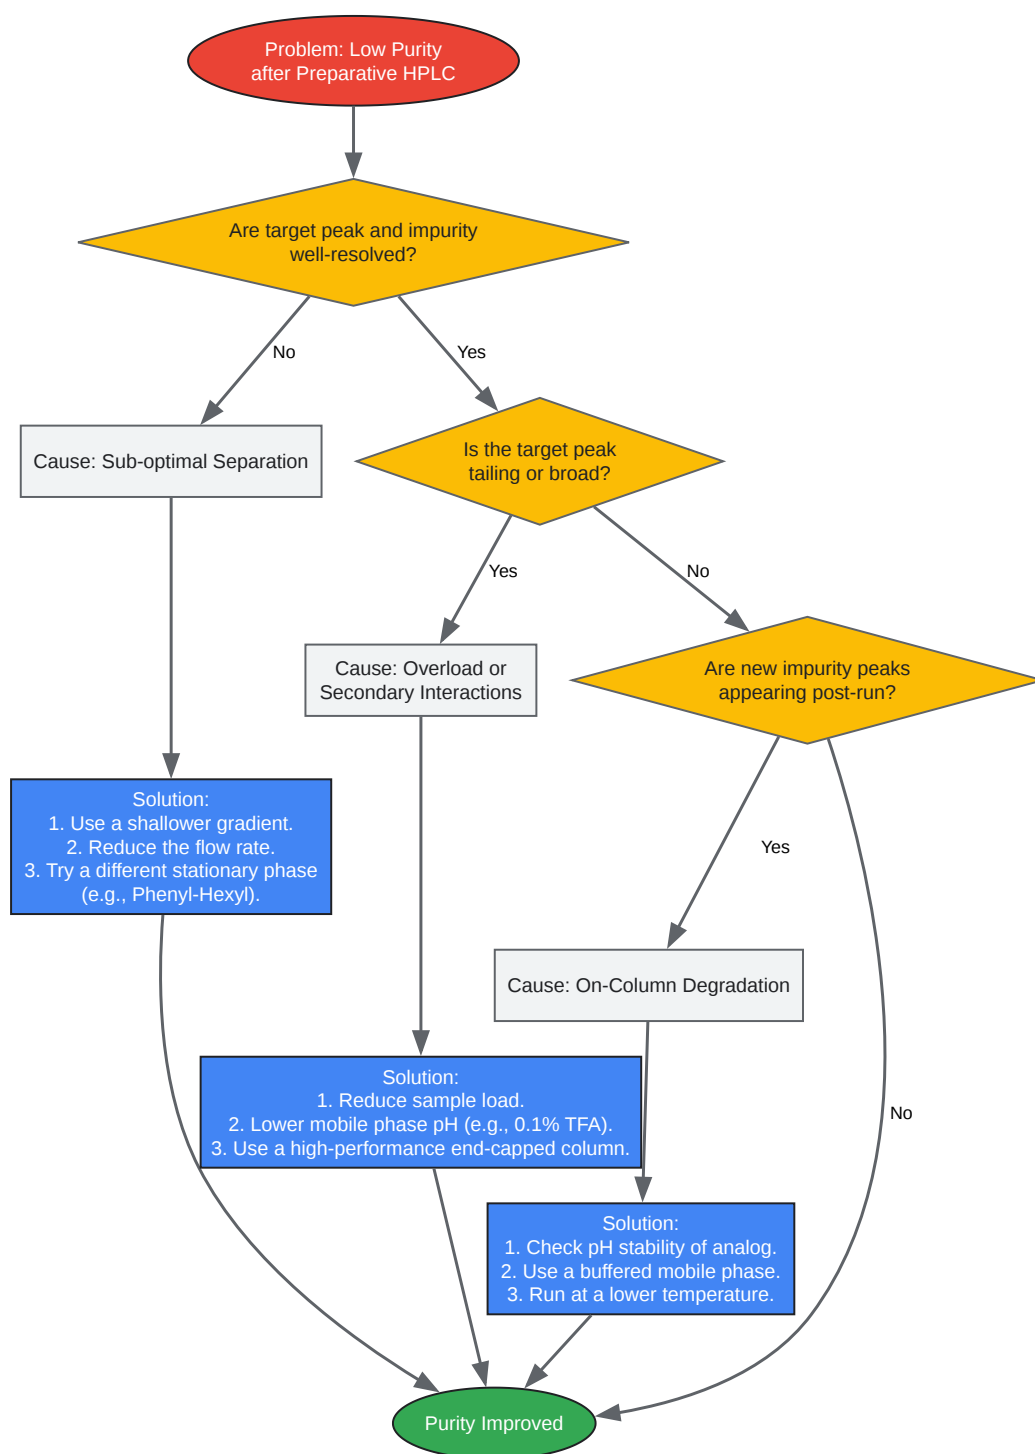 Problem: Low Purity
after Preparative HPLC
Are target peak and impurity
well-resolved?
No
Yes
Cause: Sub-optimal Separation
Is the target peak
tailing or broad?
Yes
No
Cause: Overload or
Secondary Interactions
Are new impurity peaks
appearing post-run?
Solution:
1. Use a shallower gradient.
2. Reduce the flow rate.
3. Try a different stationary phase
(e.g., Phenyl-Hexyl).
Yes
Cause: On-Column Degradation
Solution:
1. Reduce sample load.
2. Lower mobile phase pH (e.g., 0.1% TFA).
3. Use a high-performance end-capped column.
No
Solution:
1. Check pH stability of analog.
2. Use a buffered mobile phase.
3. Run at a lower temperature.
Purity Improved